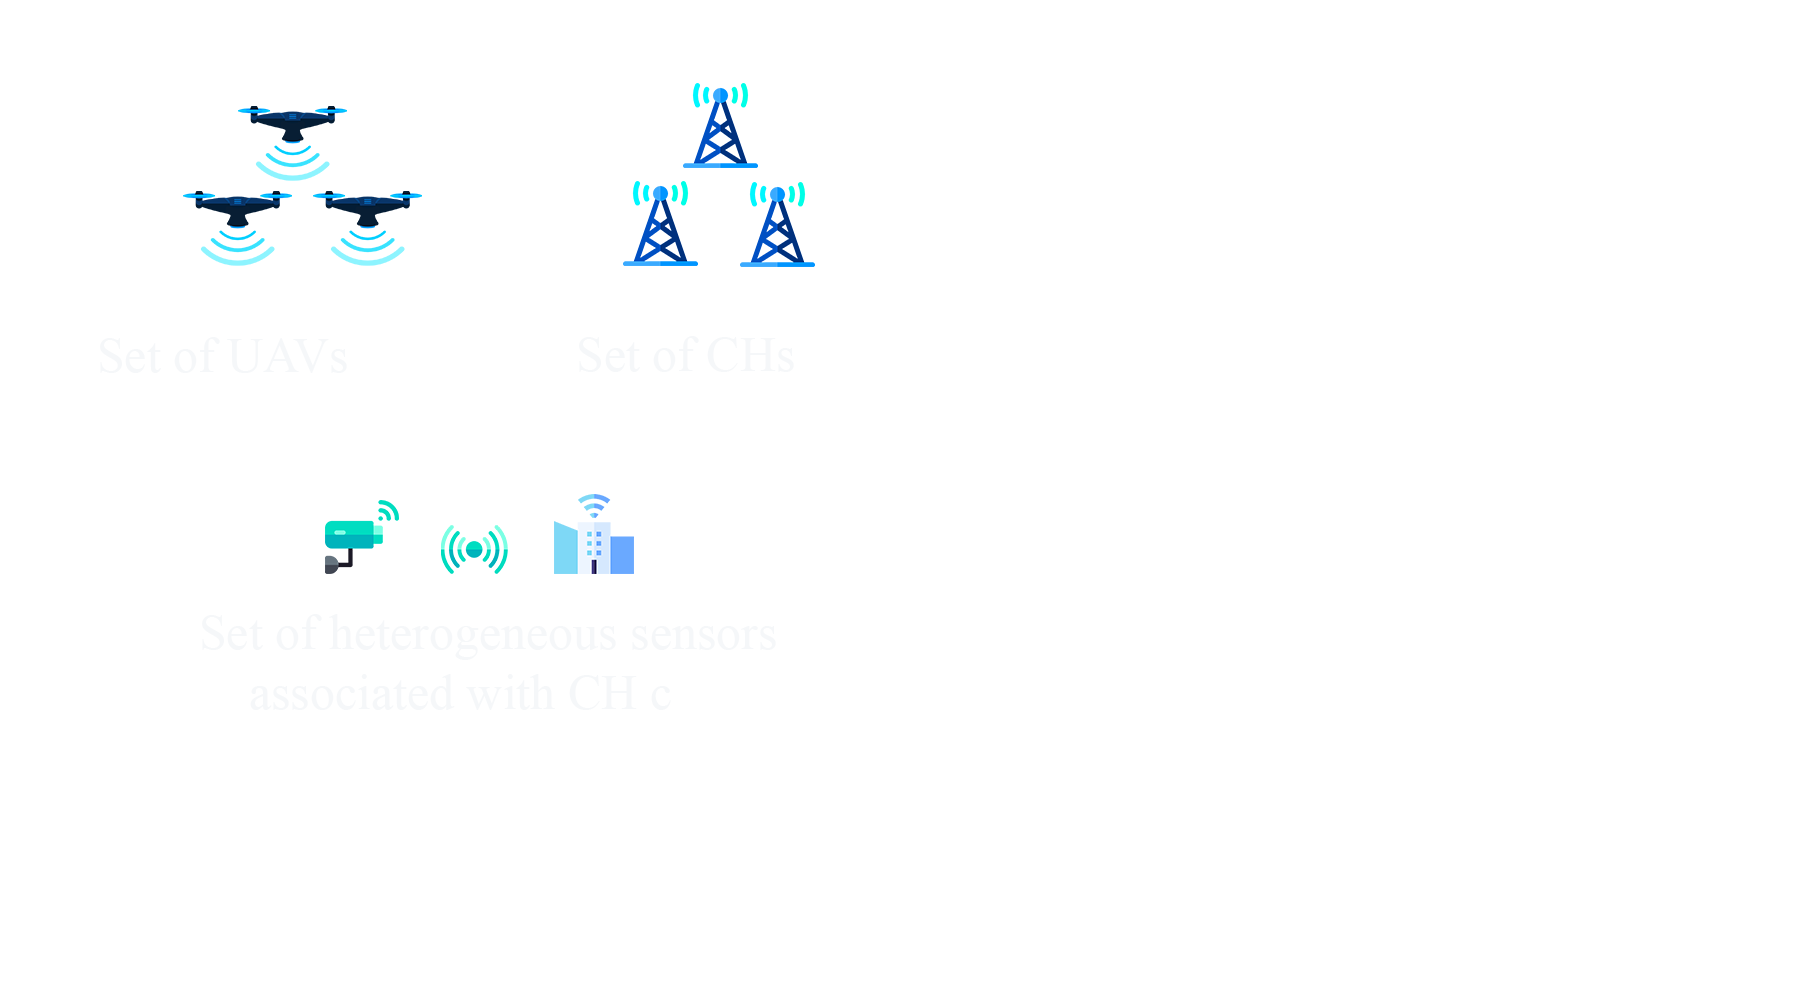 Set of UAVs
Set of CHs
Set of heterogeneous sensors
associated with CH c